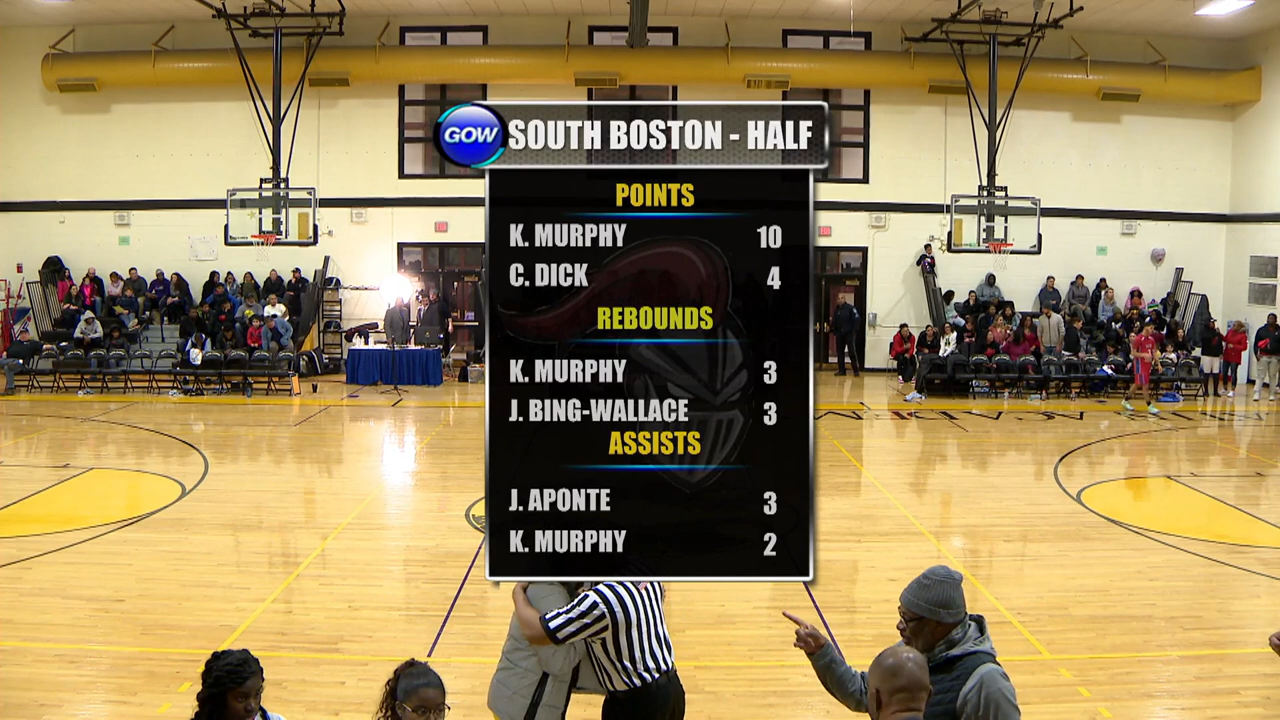 GOW
SOUTH BOSTON - HALF
POINTS
K. MURPHY 10
C. DICK 4
REBOUNDS
K. MURPHY 3
J. BING-WALLACE 3
ASSISTS
J. APONTE 3
K. MURPHY 2